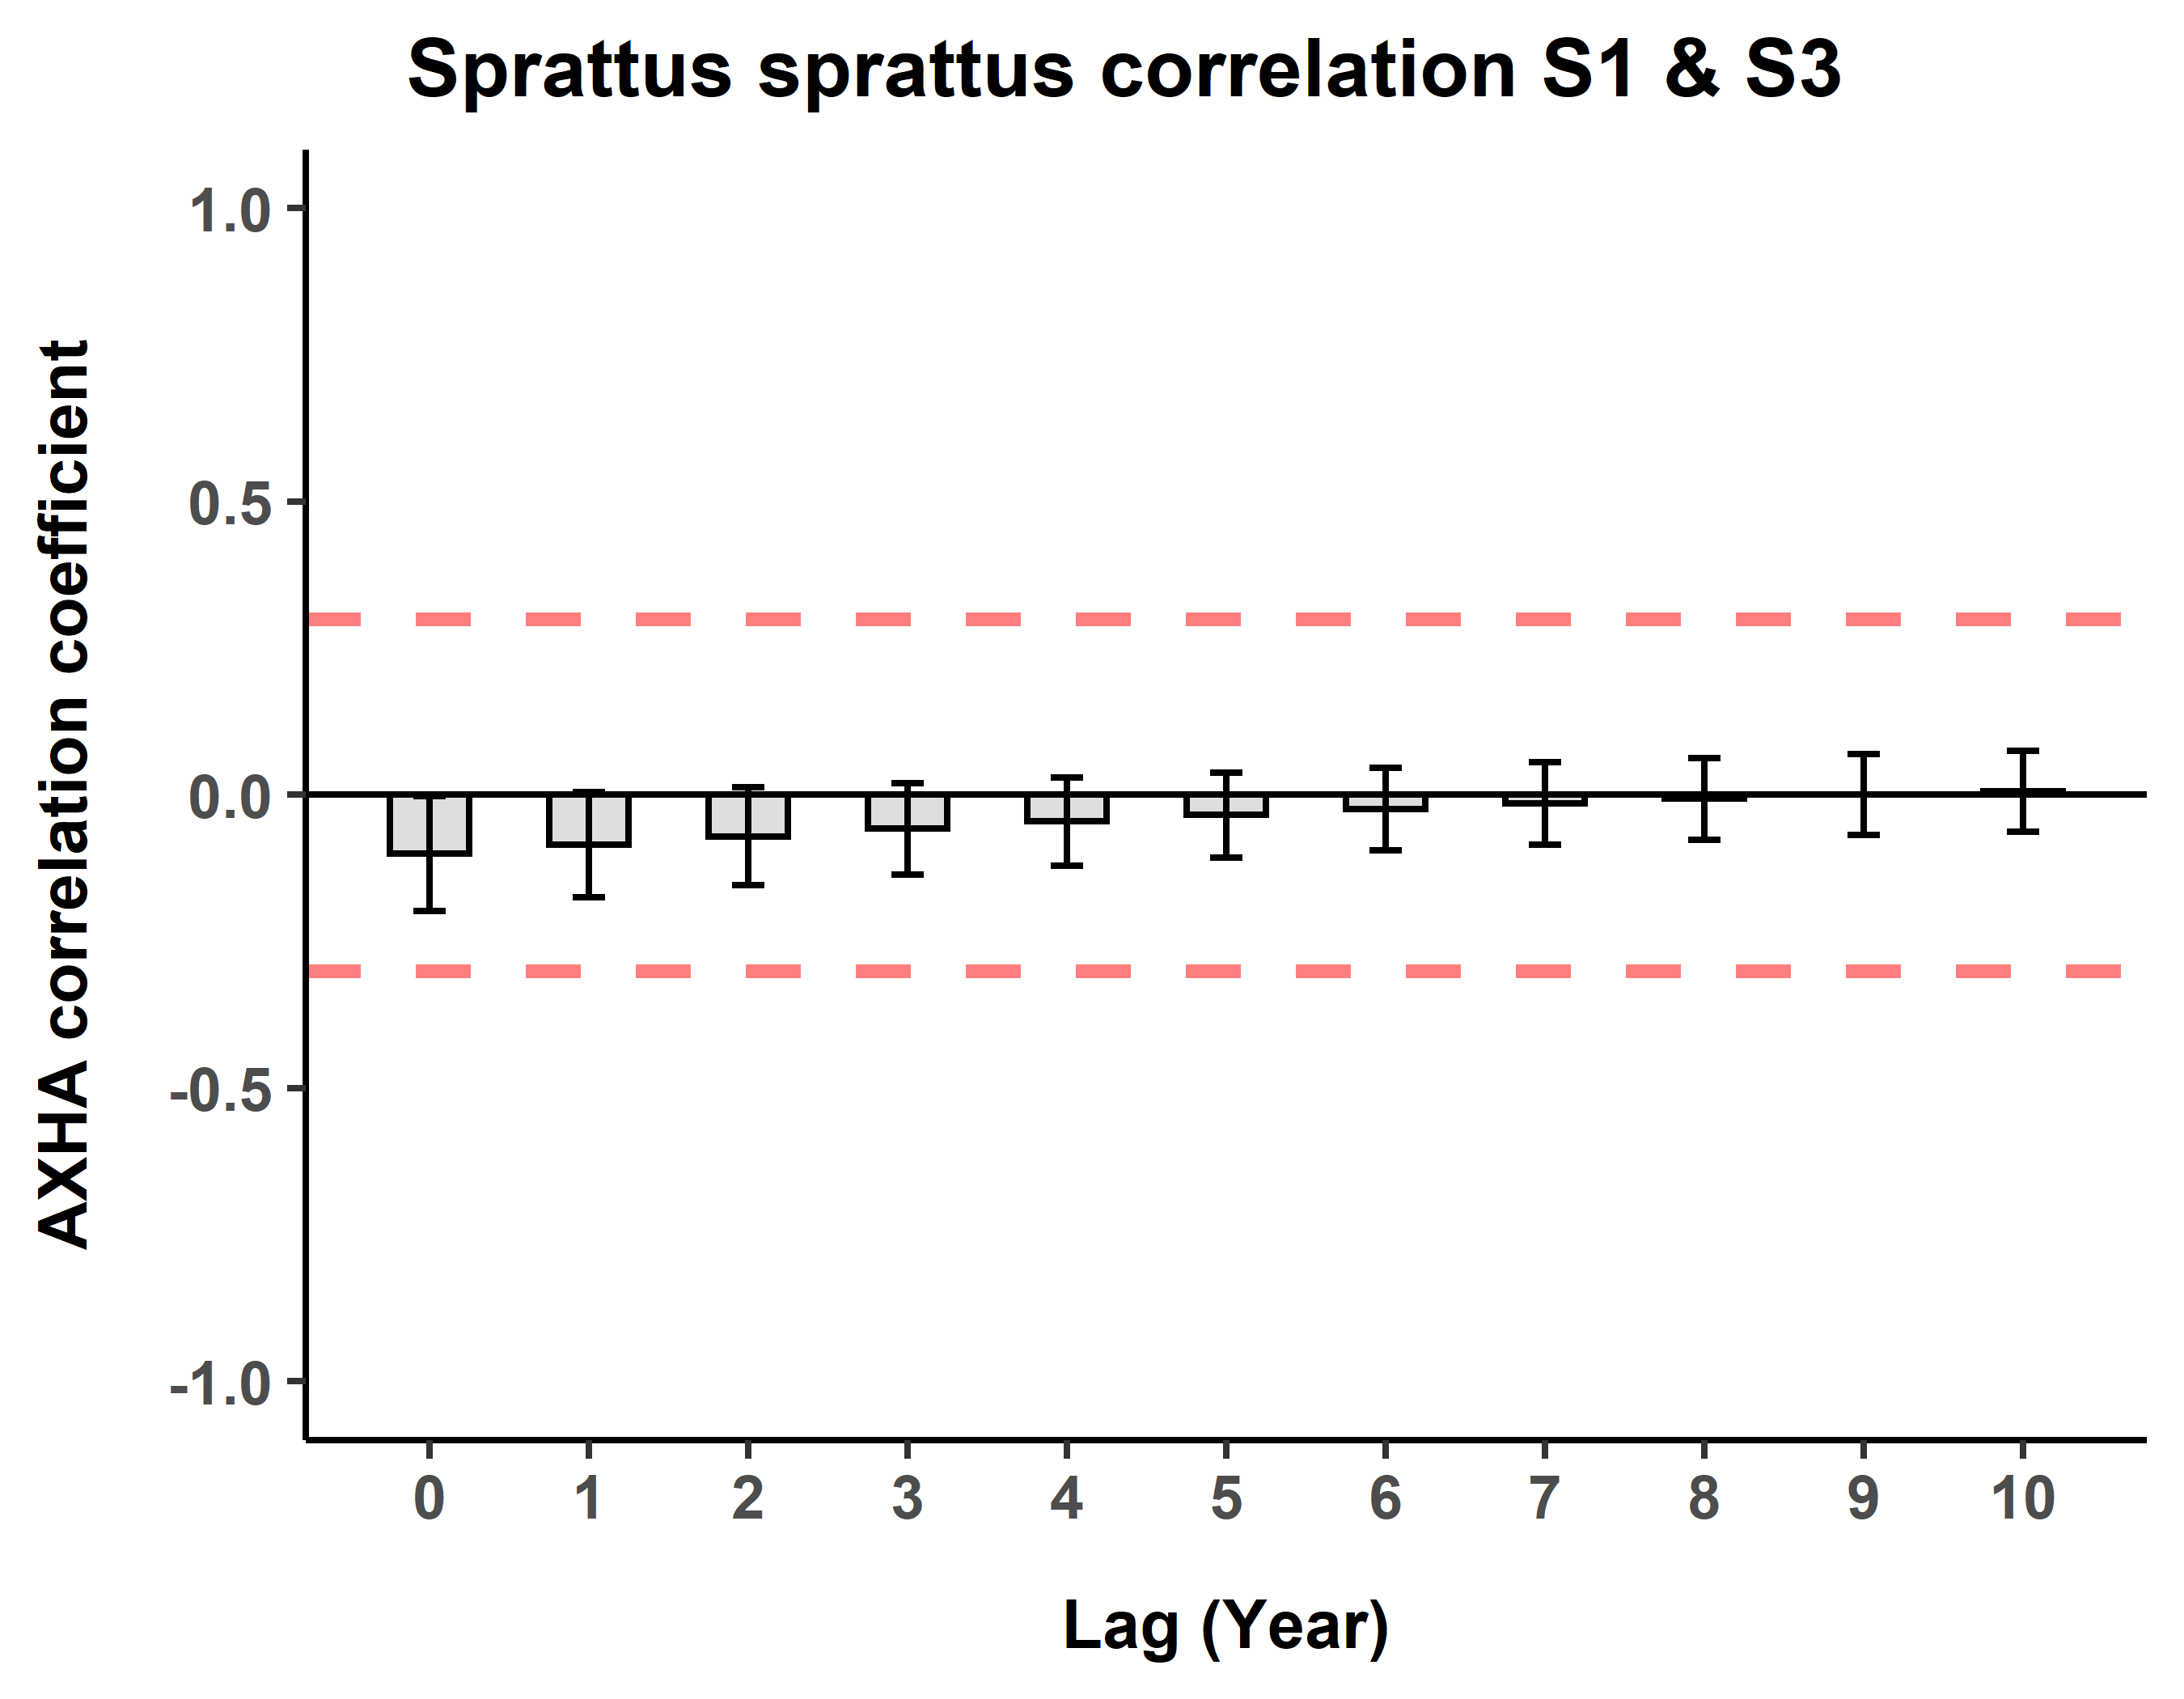 Sprattus sprattus correlation S1 & S3
AXHA correlation coefficient
1.0
0.5
0.0
-0.5
-1.0
0 1 2 3 4 5 6 7 8 9 10
Lag (Year)